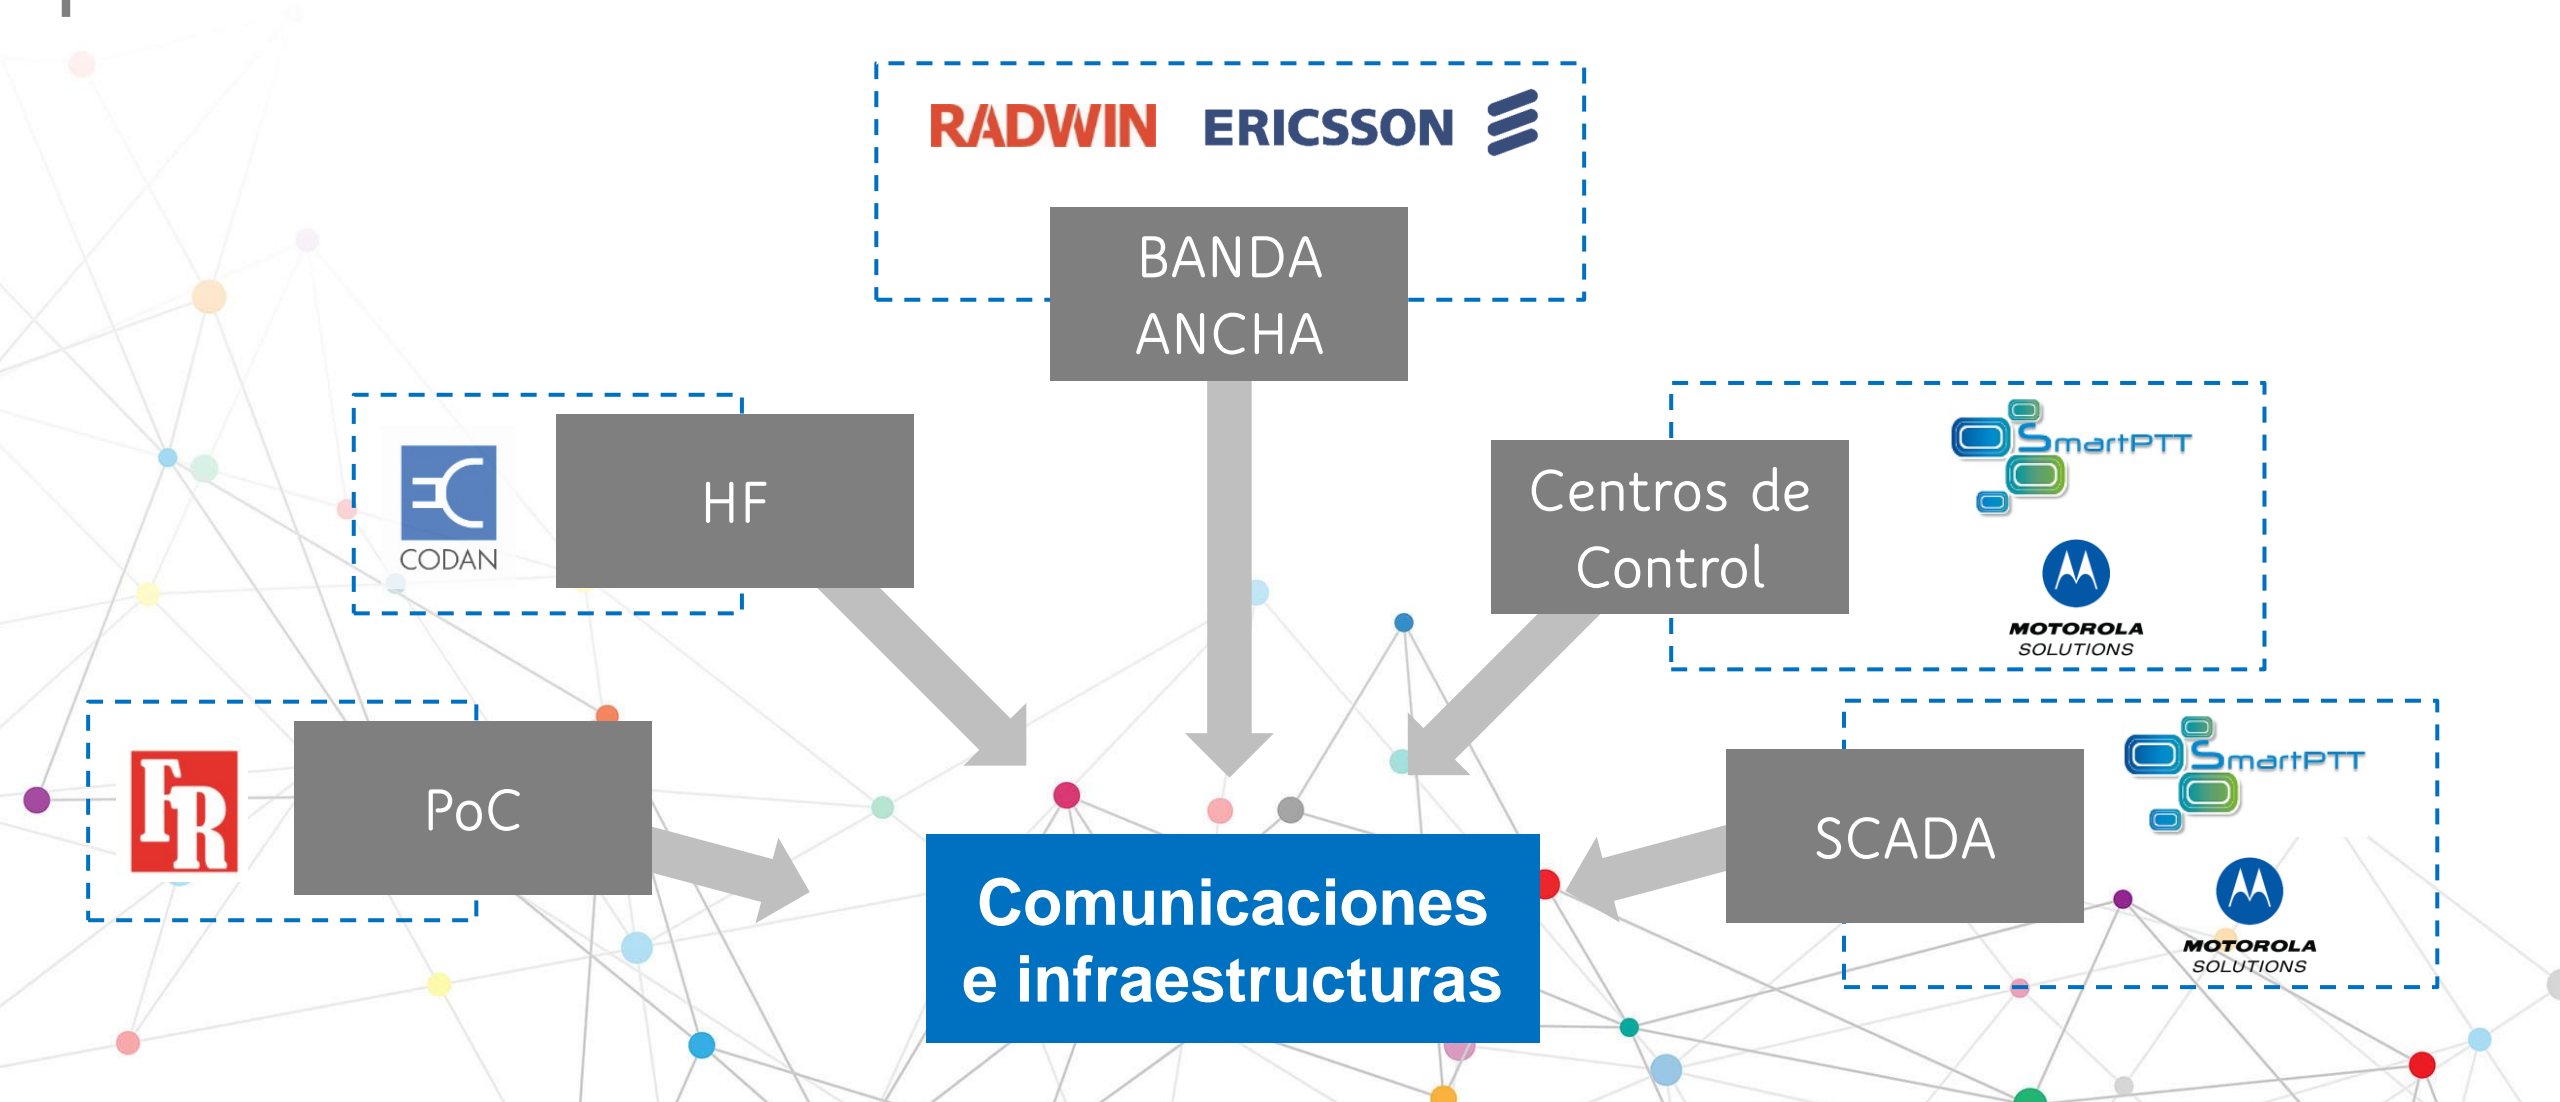 RADWIN ERICSSON
BANDA
ANCHA
CODAN
HF
Centros de
Control
SmartPTT
MOTOROLA
SOLUTIONS
FR
PoC
Comunicaciones
e infraestructuras
SCADA
SmartPTT
MOTOROLA
SOLUTIONS